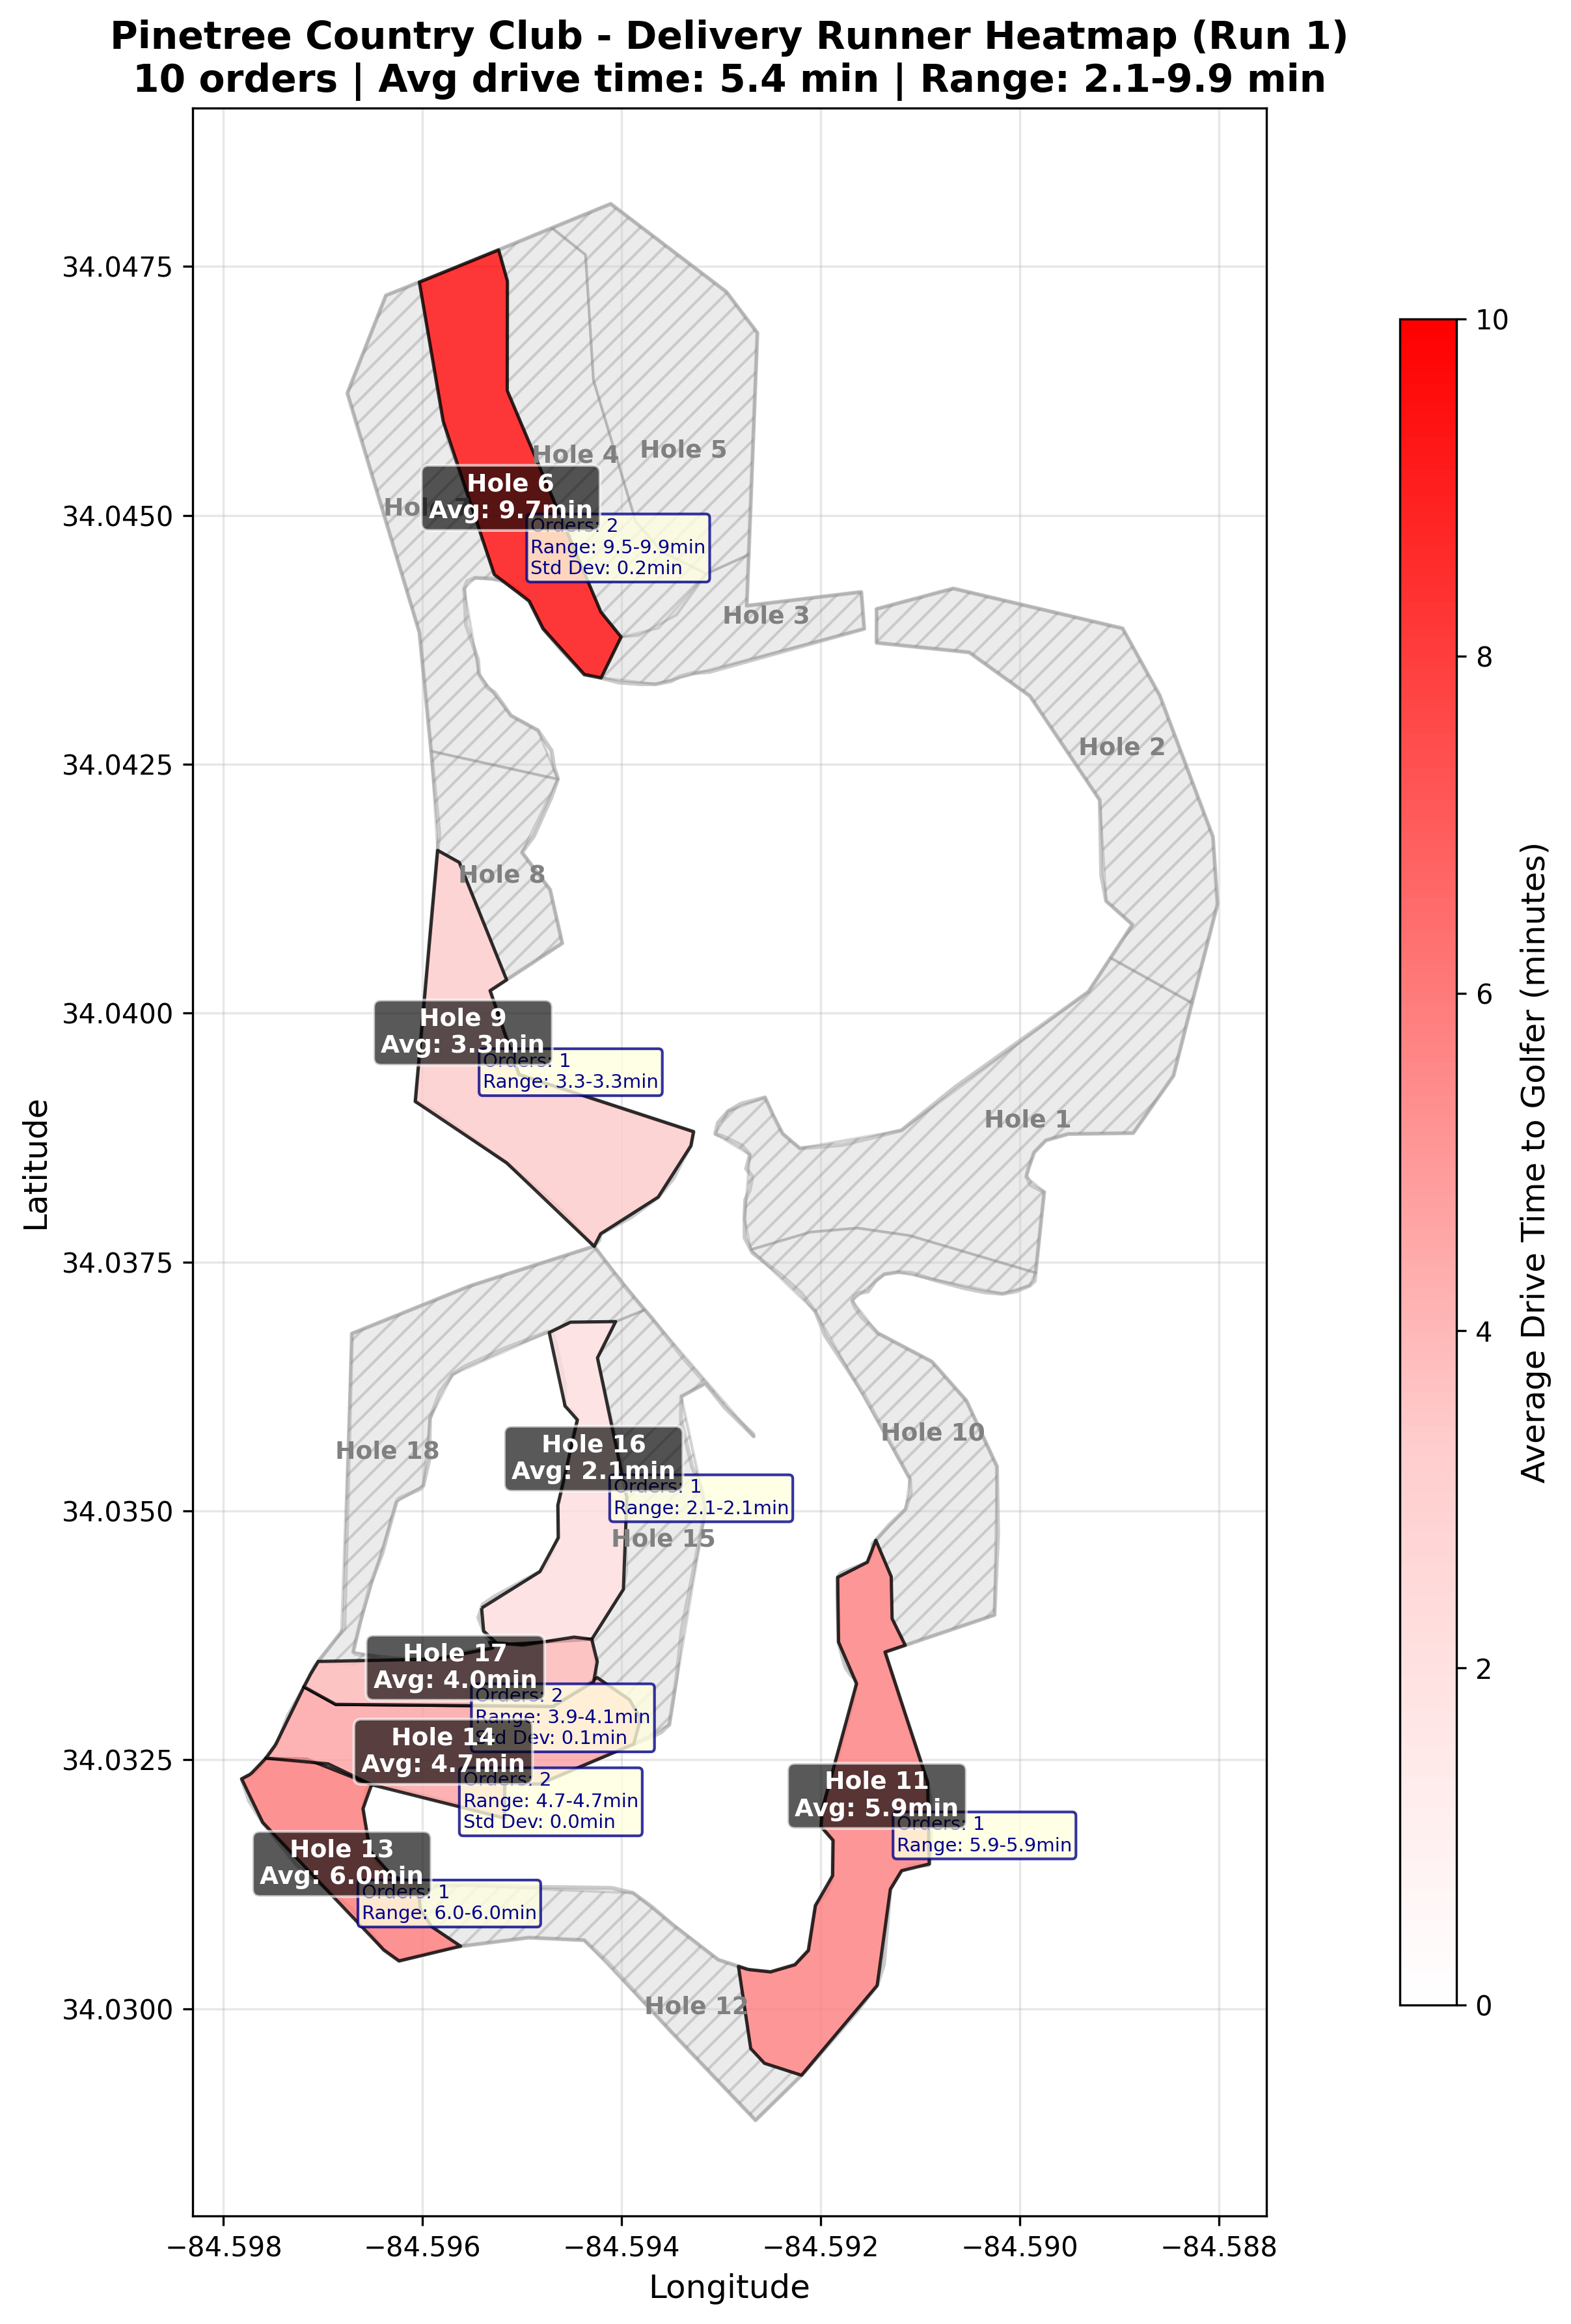 Pinetree Country Club - Delivery Runner Heatmap (Run 1)
10 orders | Avg drive time: 5.4 min | Range: 2.1-9.9 min
Latitude
34.0475
34.0450
34.0425
34.0400
34.0375
34.0350
34.0325
34.0300
Hole 4
Hole 5
Hole 6
Avg: 9.7min
Orders: 2
Range: 9.5-9.9min
Std Dev: 0.2min
Hole 3
Hole 2
Hole 8
Hole 9
Avg: 3.3min
Orders: 1
Range: 3.3-3.3min
Hole 1
Hole 10
Hole 18
Hole 16
Avg: 2.1min
Orders: 1
Range: 2.1-2.1min
Hole 15
Hole 17
Avg: 4.0min
Orders: 2
Range: 3.9-4.1min
Std Dev: 0.1min
Hole 14
Avg: 4.7min
Orders: 2
Range: 4.7-4.7min
Std Dev: 0.0min
Hole 11
Avg: 5.9min
Orders: 1
Range: 5.9-5.9min
Hole 13
Avg: 6.0min
Orders: 1
Range: 6.0-6.0min
Hole 12
−84.598
−84.596
−84.594
−84.592
−84.590
−84.588
Longitude
10
8
6
4
2
0
Average Drive Time to Golfer (minutes)